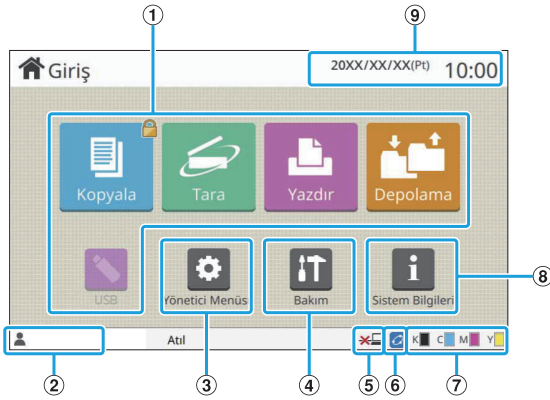 ① ⑨
Giriş 20XX/XX/XX(Pt) 10:00
Kopyala Tara Yazdır Depolama
USB Yönetici Menüs Bakım Sistem Bilgileri ⑧
Atıl K C M Y
② ③ ④ ⑤ ⑥ ⑦